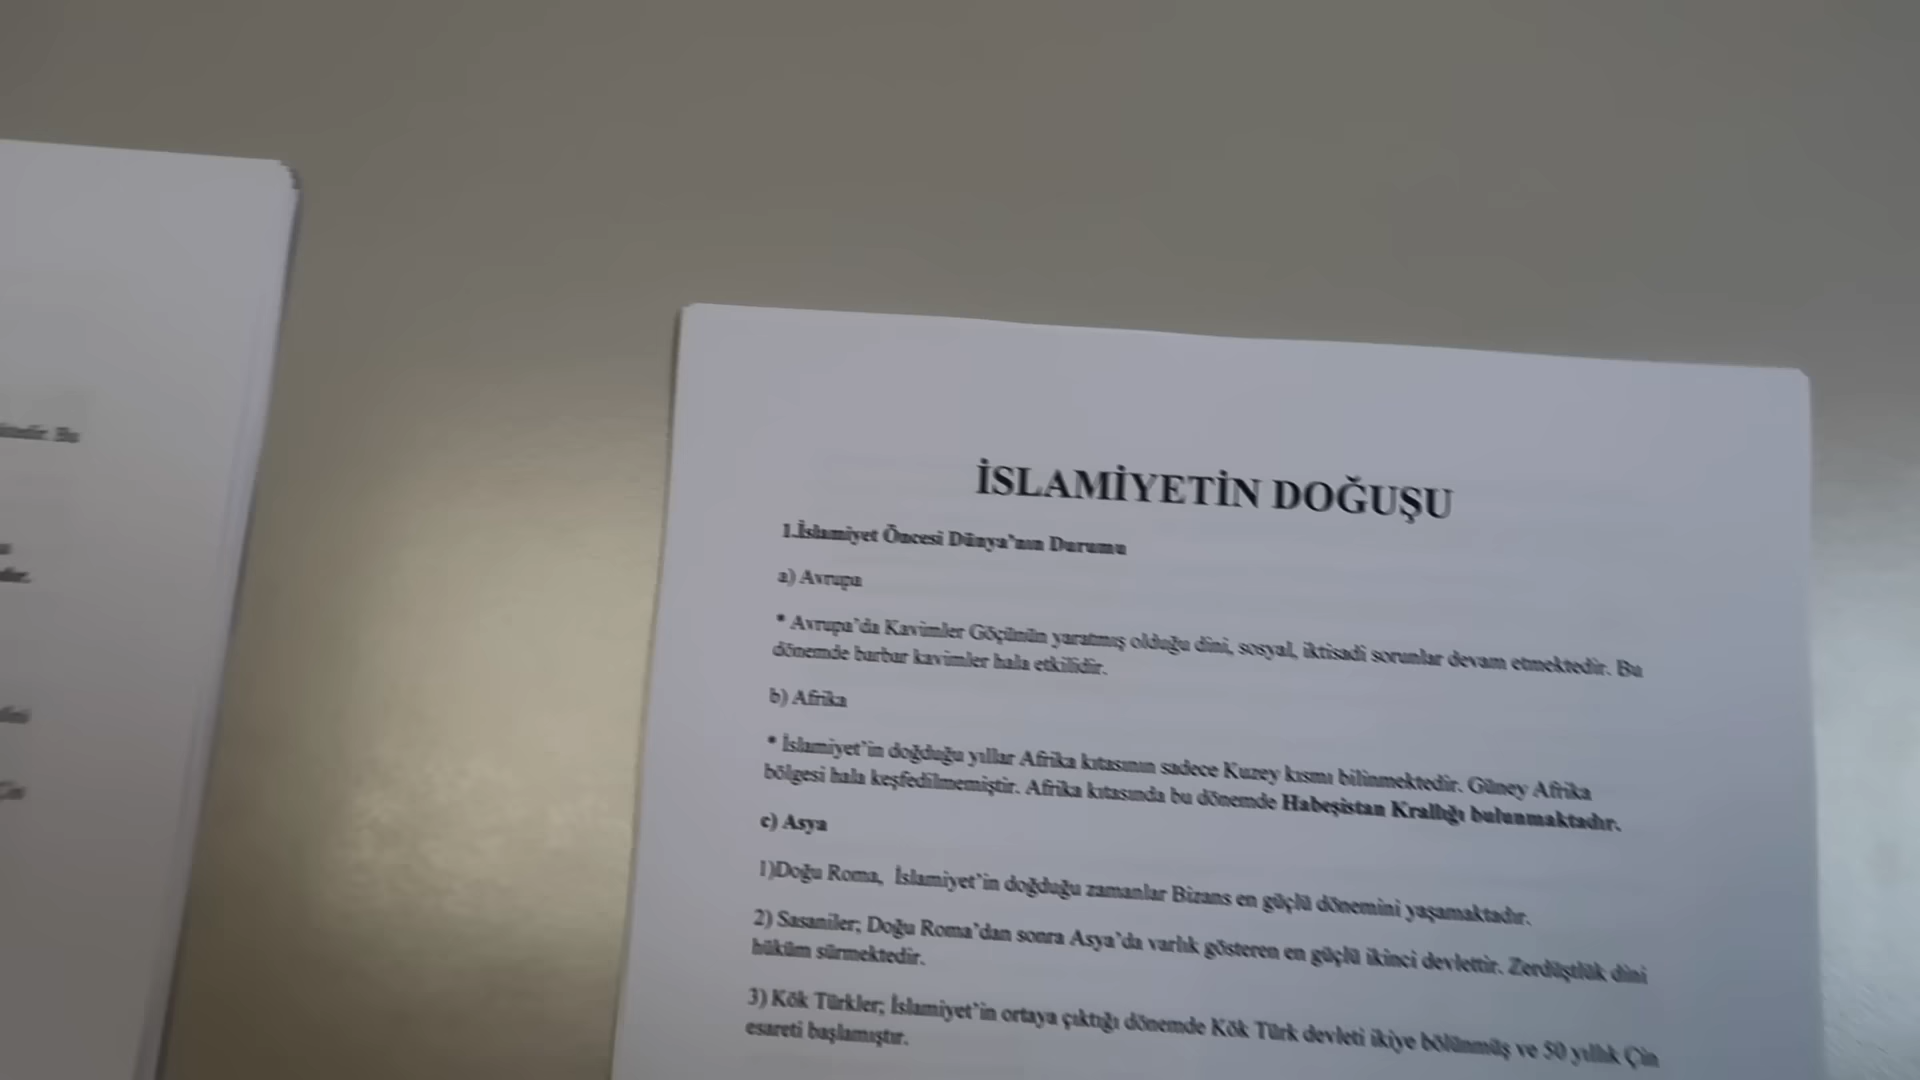 İSLAMİYETİN DOĞUŞU
1.İslamiyet Öncesi Dünya'nın Durumu
a) Avrupa
* Avrupa'da Kavimler Göçünün yaratmış olduğu dini, sosyal, iktisadi sorunlar devam etmektedir. Bu
dönemde barbar kavimler hala etkilidir.
b) Afrika
* İslamiyet'in doğduğu yıllar Afrika kıtasının sadece Kuzey kısmı bilinmektedir. Güney Afrika
bölgesi hala keşfedilmemiştir. Afrika kıtasında bu dönemde Habeşistan Krallığı bulunmaktadır.
c) Asya
1)Doğu Roma, İslamiyet'in doğduğu zamanlar Bizans en güçlü dönemini yaşamaktadır.
2) Sasaniler; Doğu Roma'dan sonra Asya'da varlık gösteren en güçlü ikinci devlettir. Zerdüştlük dini
hüküm sürmektedir.
3) Kök Türkler; İslamiyet'in ortaya çıktığı dönemde Kök Türk devleti ikiye bölünmüş ve 50 yıllık Çin
esareti başlamıştır.
Bu